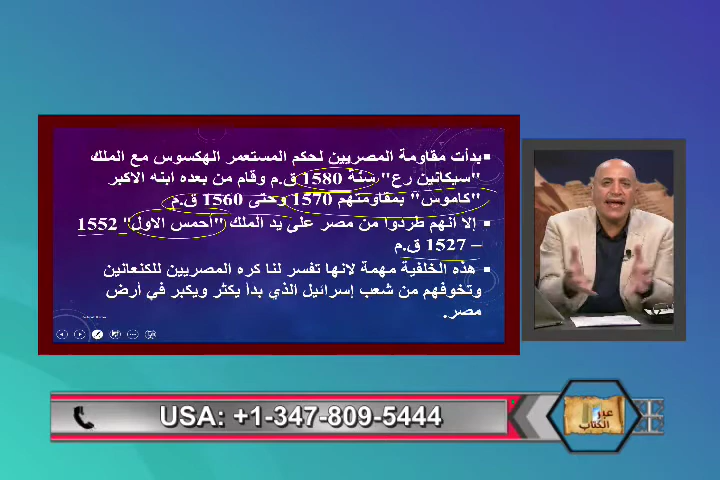 ▪بدأت مقاومة المصريين لحكم المستعمر الهكسوس مع الملك
"سيكانين رع" سنة 1580 ق.م وقام من بعده ابنه الاكبر
"كاموس" بمقاومتهم 1570 وحتى 1560 ق.م
▪ إلا أنهم طردوا من مصر على يد الملك "أحمس الاول" 1552
– 1527 ق.م
▪ هذه الخلفية مهمة لانها تفسر لنا كره المصريين للكنعانين
وتخوفهم من شعب إسرائيل الذي بدأ يكثر ويكبر في أرض
مصر.
USA: +1-347-809-5444
عبر
الكتاب